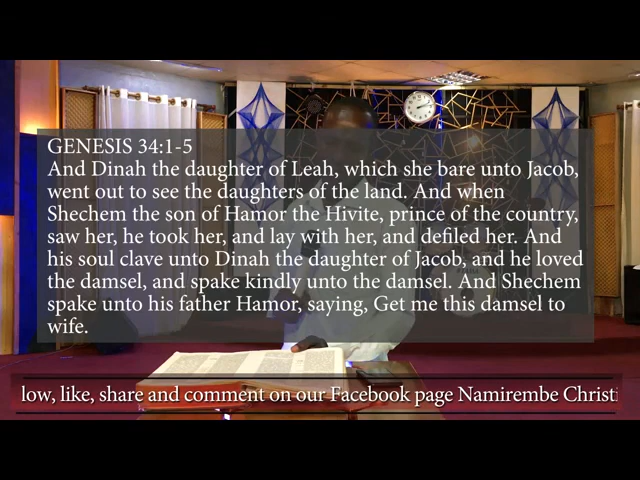 GENESIS 34:1-5
And Dinah the daughter of Leah, which she bare unto Jacob,
went out to see the daughters of the land. And when
Shechem the son of Hamor the Hivite, prince of the country,
saw her, he took her, and lay with her, and defiled her. And
his soul clave unto Dinah the daughter of Jacob, and he loved
the damsel, and spake kindly unto the damsel. And Shechem
spake unto his father Hamor, saying, Get me this damsel to
wife.
low, like, share and comment on our Facebook page Namirembe Christi